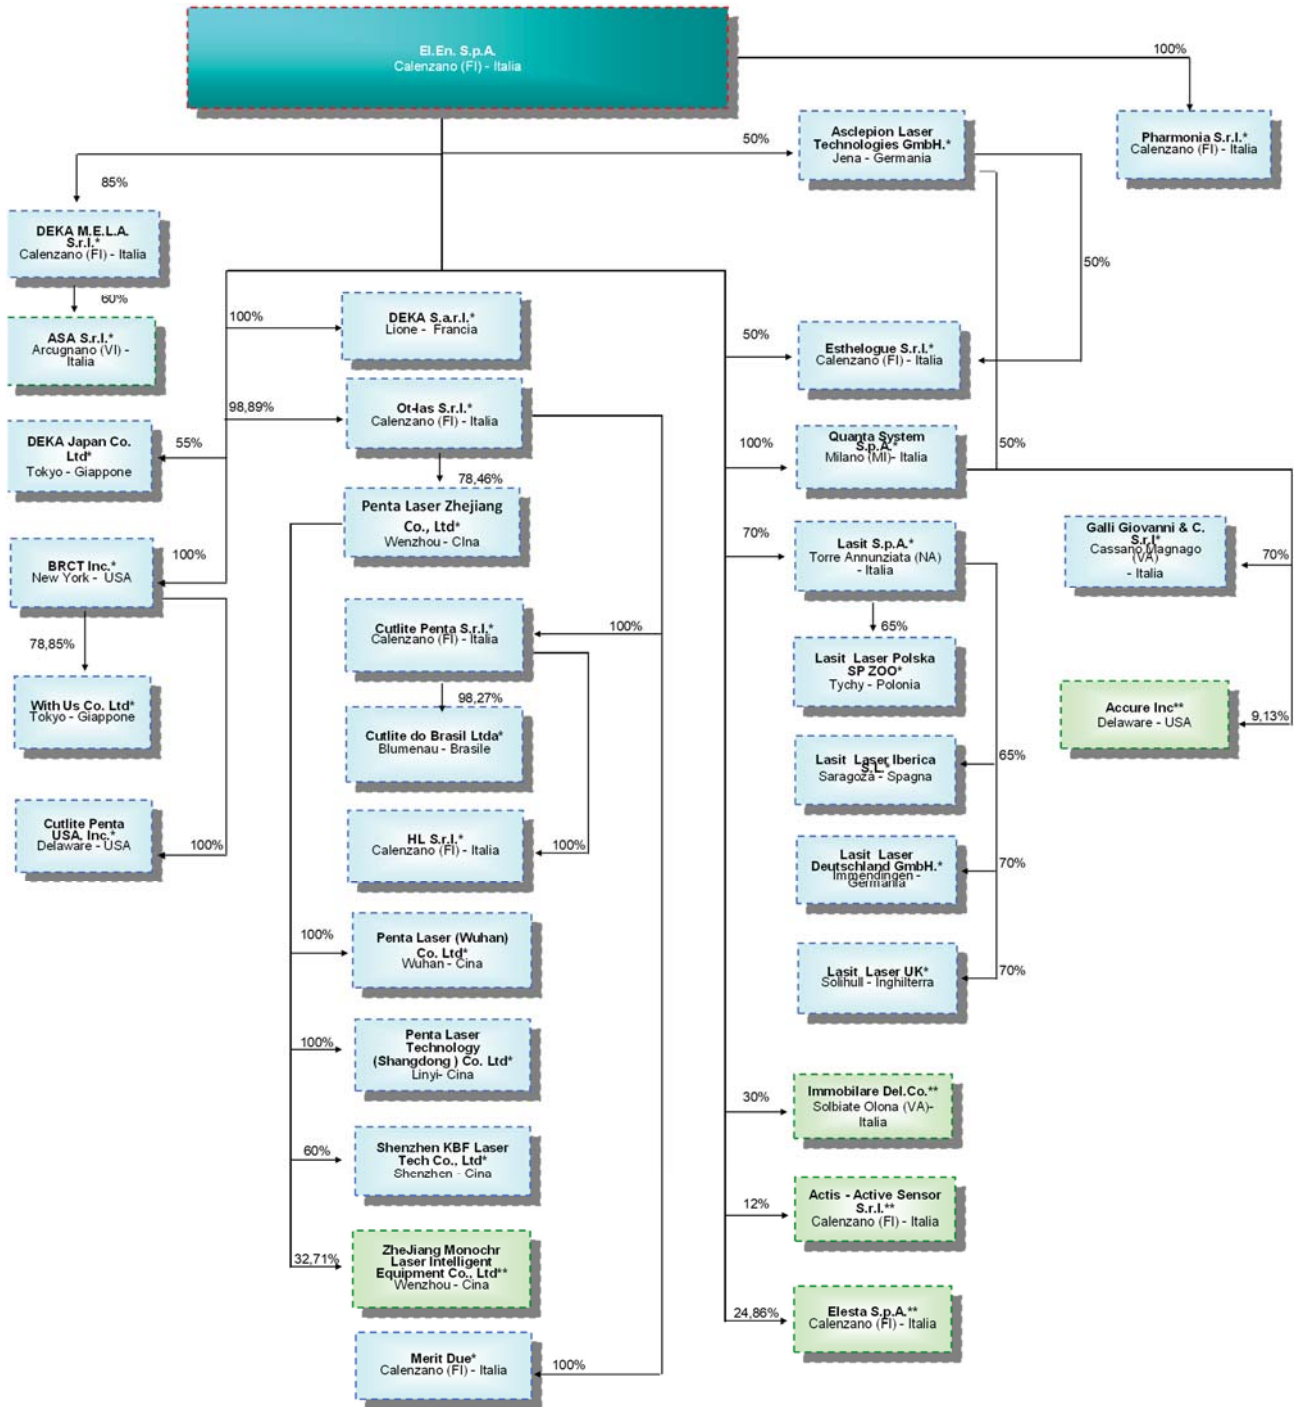 El.En. S.p.A.
Calenzano (FI) - Italia
100%
50%
Asclepion Laser
Technologies GmbH.*
Jena - Germania
Pharmonia S.r.l.*
Calenzano (FI) - Italia
85%
DEKA M.E.L.A.
S.r.l.*
Calenzano (FI) - Italia
60%
ASA S.r.l.*
Arcugnano (VI) -
Italia
100%
DEKA S.a.r.l.*
Lione - Francia
50%
Esthelogue S.r.l.*
Calenzano (FI) - Italia
50%
98,89%
Ot-las S.r.l.*
Calenzano (FI) - Italia
DEKA Japan Co.
Ltd*
Tokyo - Giappone
55%
100%
Quanta System
S.p.A.*
Milano (MI)- Italia
50%
78,46%
Penta Laser Zhejiang
Co., Ltd*
Wenzhou - CIna
70%
Lasit S.p.A.*
Torre Annunziata (NA)
- Italia
Galli Giovanni & C.
S.r.l*
Cassano Magnago
(VA)
- Italia
70%
BRCT Inc.*
New York - USA
100%
78,85%
Cutlite Penta S.r.l.*
Calenzano (FI) - Italia
100%
65%
Lasit Laser Polska
SP ZOO*
Tychy - Polonia
With Us Co. Ltd*
Tokyo - Giappone
98,27%
Cutlite do Brasil Ltda*
Blumenau - Brasile
Accure Inc**
Delaware - USA
9,13%
Lasit Laser Iberica
S.L.*
Saragoza - Spagna
65%
Cutlite Penta
USA, Inc.*
Delaware - USA
100%
HL S.r.l.*
Calenzano (FI) - Italia
100%
Lasit Laser
Deutschland GmbH.*
Immendingen -
Germania
70%
100%
Penta Laser (Wuhan)
Co. Ltd*
Wuhan - Cina
Lasit Laser UK*
Solihull - Inghilterra
70%
100%
Penta Laser
Technology
(Shangdong ) Co. Ltd*
Linyi- Cina
30%
Immobilare Del.Co.**
Solbiate Olona (VA)-
Italia
60%
Shenzhen KBF Laser
Tech Co., Ltd*
Shenzhen - Cina
12%
Actis - Active Sensor
S.r.l.**
Calenzano (FI) - Italia
32,71%
ZheJiang Monochr
Laser Intelligent
Equipment Co., Ltd**
Wenzhou - Cina
24,86%
Elesta S.p.A.**
Calenzano (FI) - Italia
Merit Due*
Calenzano (FI) - Italia
100%